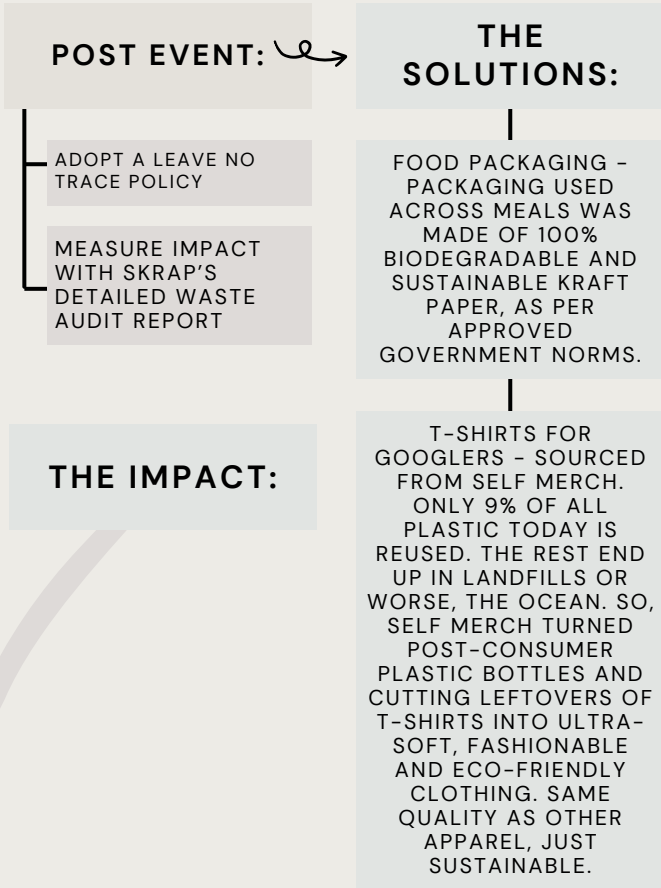 POST EVENT:
ADOPT A LEAVE NO
TRACE POLICY
MEASURE IMPACT
WITH SKRAP'S
DETAILED WASTE
AUDIT REPORT
THE IMPACT:
THE
SOLUTIONS:
FOOD PACKAGING -
PACKAGING USED
ACROSS MEALS WAS
MADE OF 100%
BIODEGRADABLE AND
SUSTAINABLE KRAFT
PAPER, AS PER
APPROVED
GOVERNMENT NORMS.
T-SHIRTS FOR
GOOGLERS - SOURCED
FROM SELF MERCH.
ONLY 9% OF ALL
PLASTIC TODAY IS
REUSED. THE REST END
UP IN LANDFILLS OR
WORSE, THE OCEAN. SO,
SELF MERCH TURNED
POST-CONSUMER
PLASTIC BOTTLES AND
CUTTING LEFTOVERS OF
T-SHIRTS INTO ULTRA-
SOFT, FASHIONABLE
AND ECO-FRIENDLY
CLOTHING. SAME
QUALITY AS OTHER
APPAREL, JUST
SUSTAINABLE.